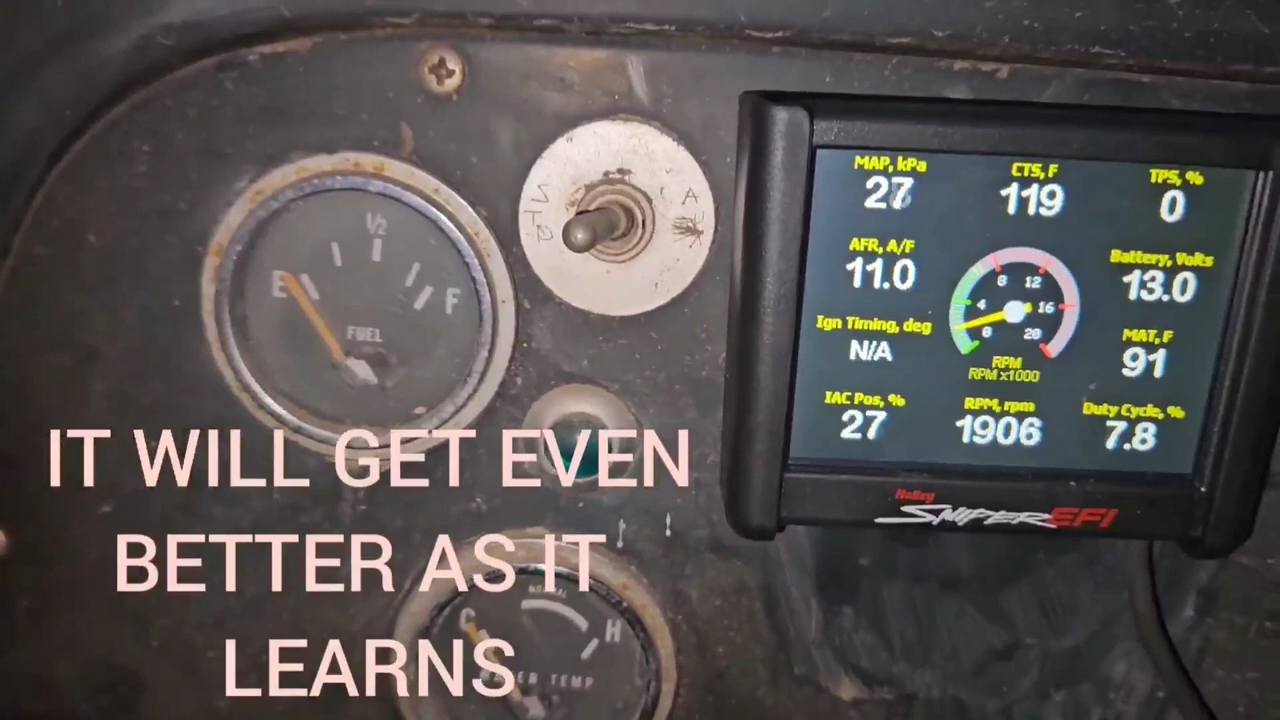 MAP, kPa
CTS, F
TPS, %
119
0
AFR, A/F
11.0
Battery, Volts
13.0
Ign Timing, deg
N/A
MAT, F
91
0
4
8
12
16
20
RPM
RPM x1000
IAC Pos, %
27
RPM, rpm
1906
Duty Cycle, %
7.8
Holley
SNIPER EFI
E
1/2
F
FUEL
IT WILL GET EVEN
BETTER AS IT
LEARNS
NORMAL
C
H
TEMP